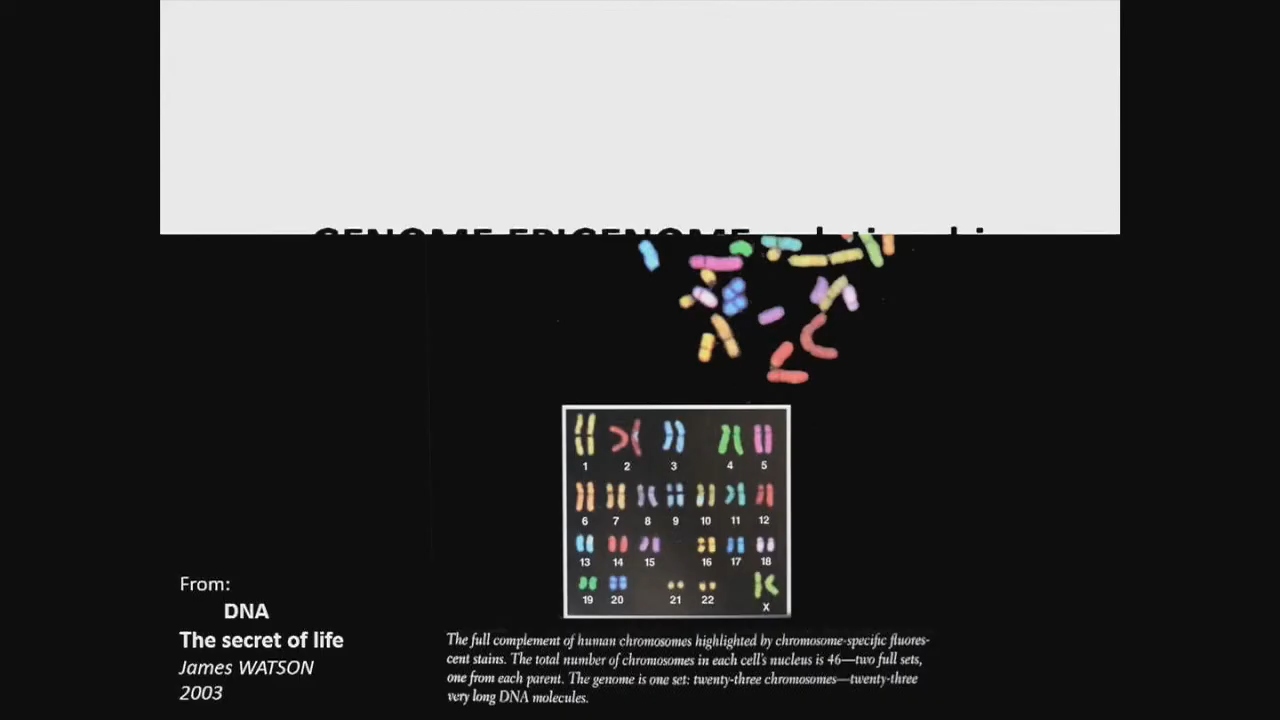 GENOME EPIGENOME
1 2 3 4 5
6 7 8 9 10 11 12
13 14 15 16 17 18
19 20 21 22 X
From:
DNA
The secret of life
James WATSON
2003
The full complement of human chromosomes highlighted by chromosome-specific fluores-
cent stains. The total number of chromosomes in each cell's nucleus is 46—two full sets,
one from each parent. The genome is one set: twenty-three chromosomes—twenty-three
very long DNA molecules.